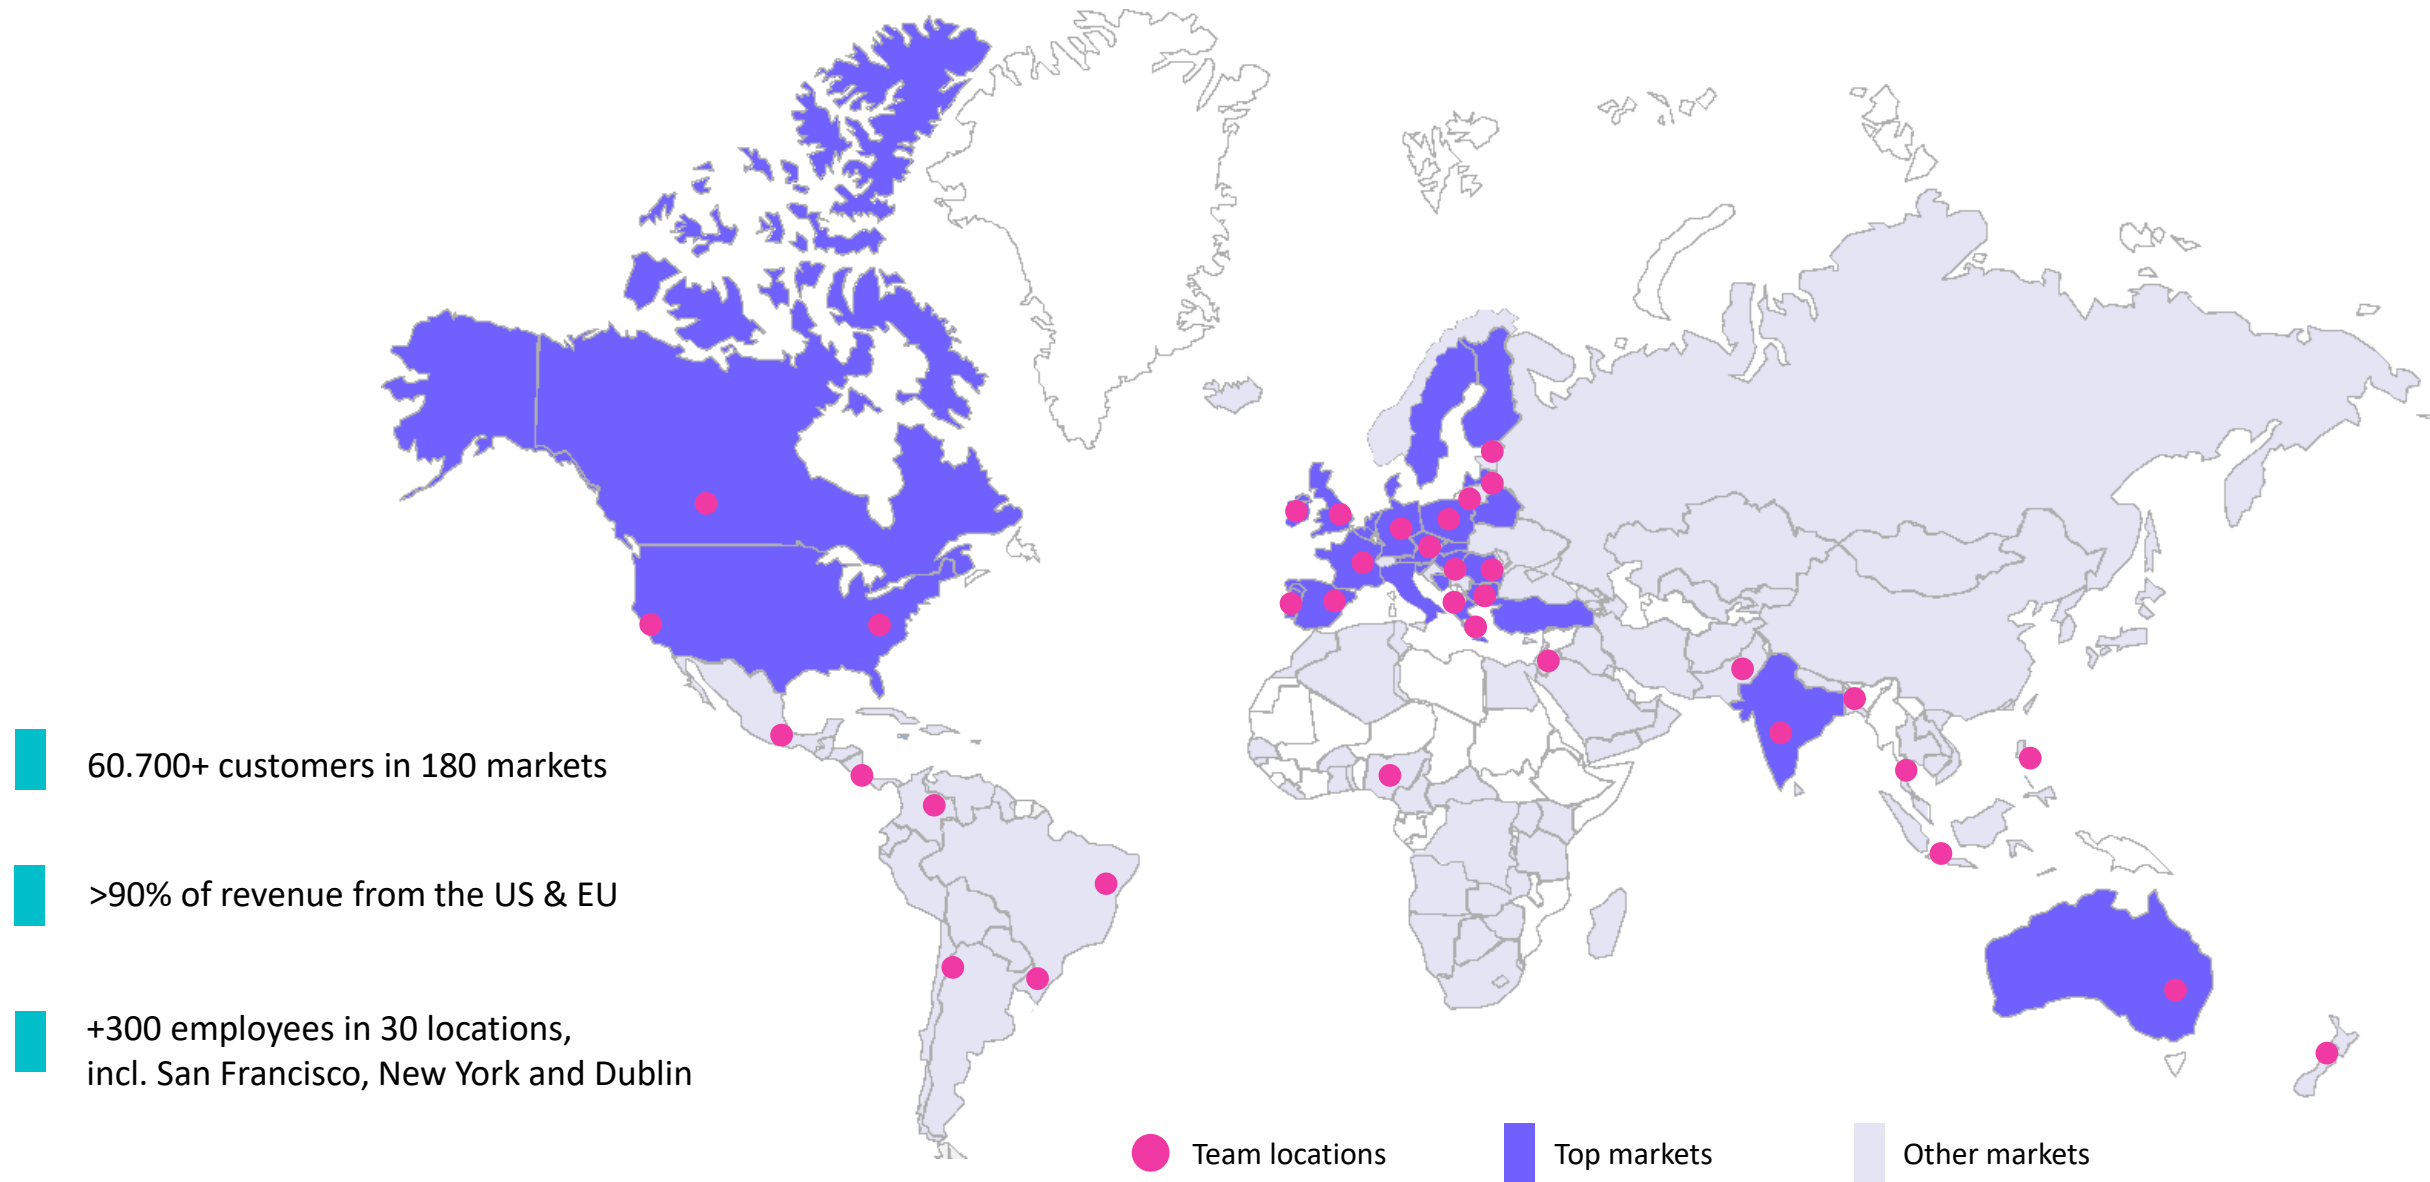 60.700+ customers in 180 markets
>90% of revenue from the US & EU
+300 employees in 30 locations,
incl. San Francisco, New York and Dublin
Team locations
Top markets
Other markets